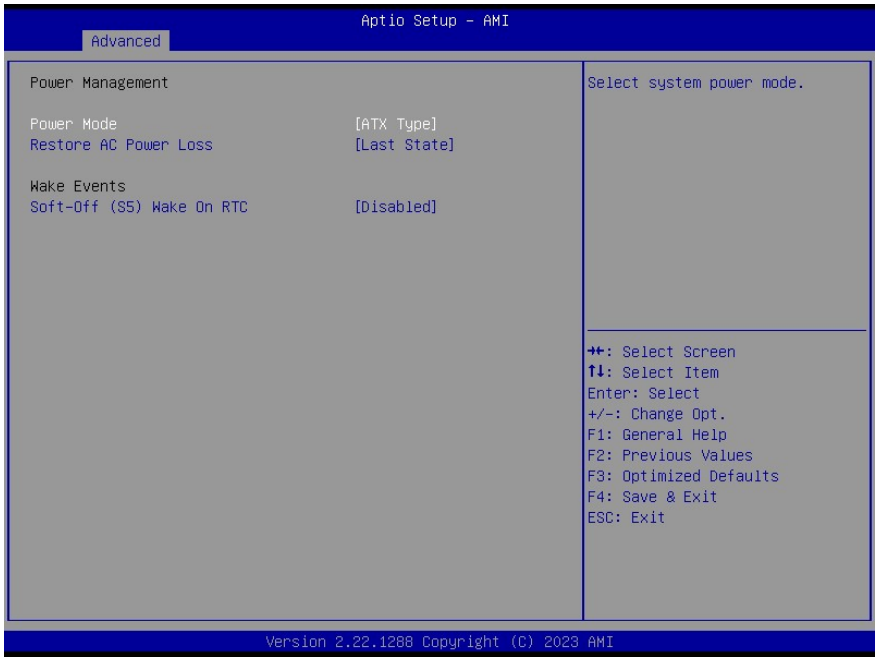 Aptio Setup - AMI
Advanced
Power Management
Power Mode [ATX Type]
Restore AC Power Loss [Last State]
Wake Events
Soft-Off (S5) Wake On RTC [Disabled]
Select system power mode.
→←: Select Screen
↑↓: Select Item
Enter: Select
+/-: Change Opt.
F1: General Help
F2: Previous Values
F3: Optimized Defaults
F4: Save & Exit
ESC: Exit
Version 2.22.1288 Copyright (C) 2023 AMI